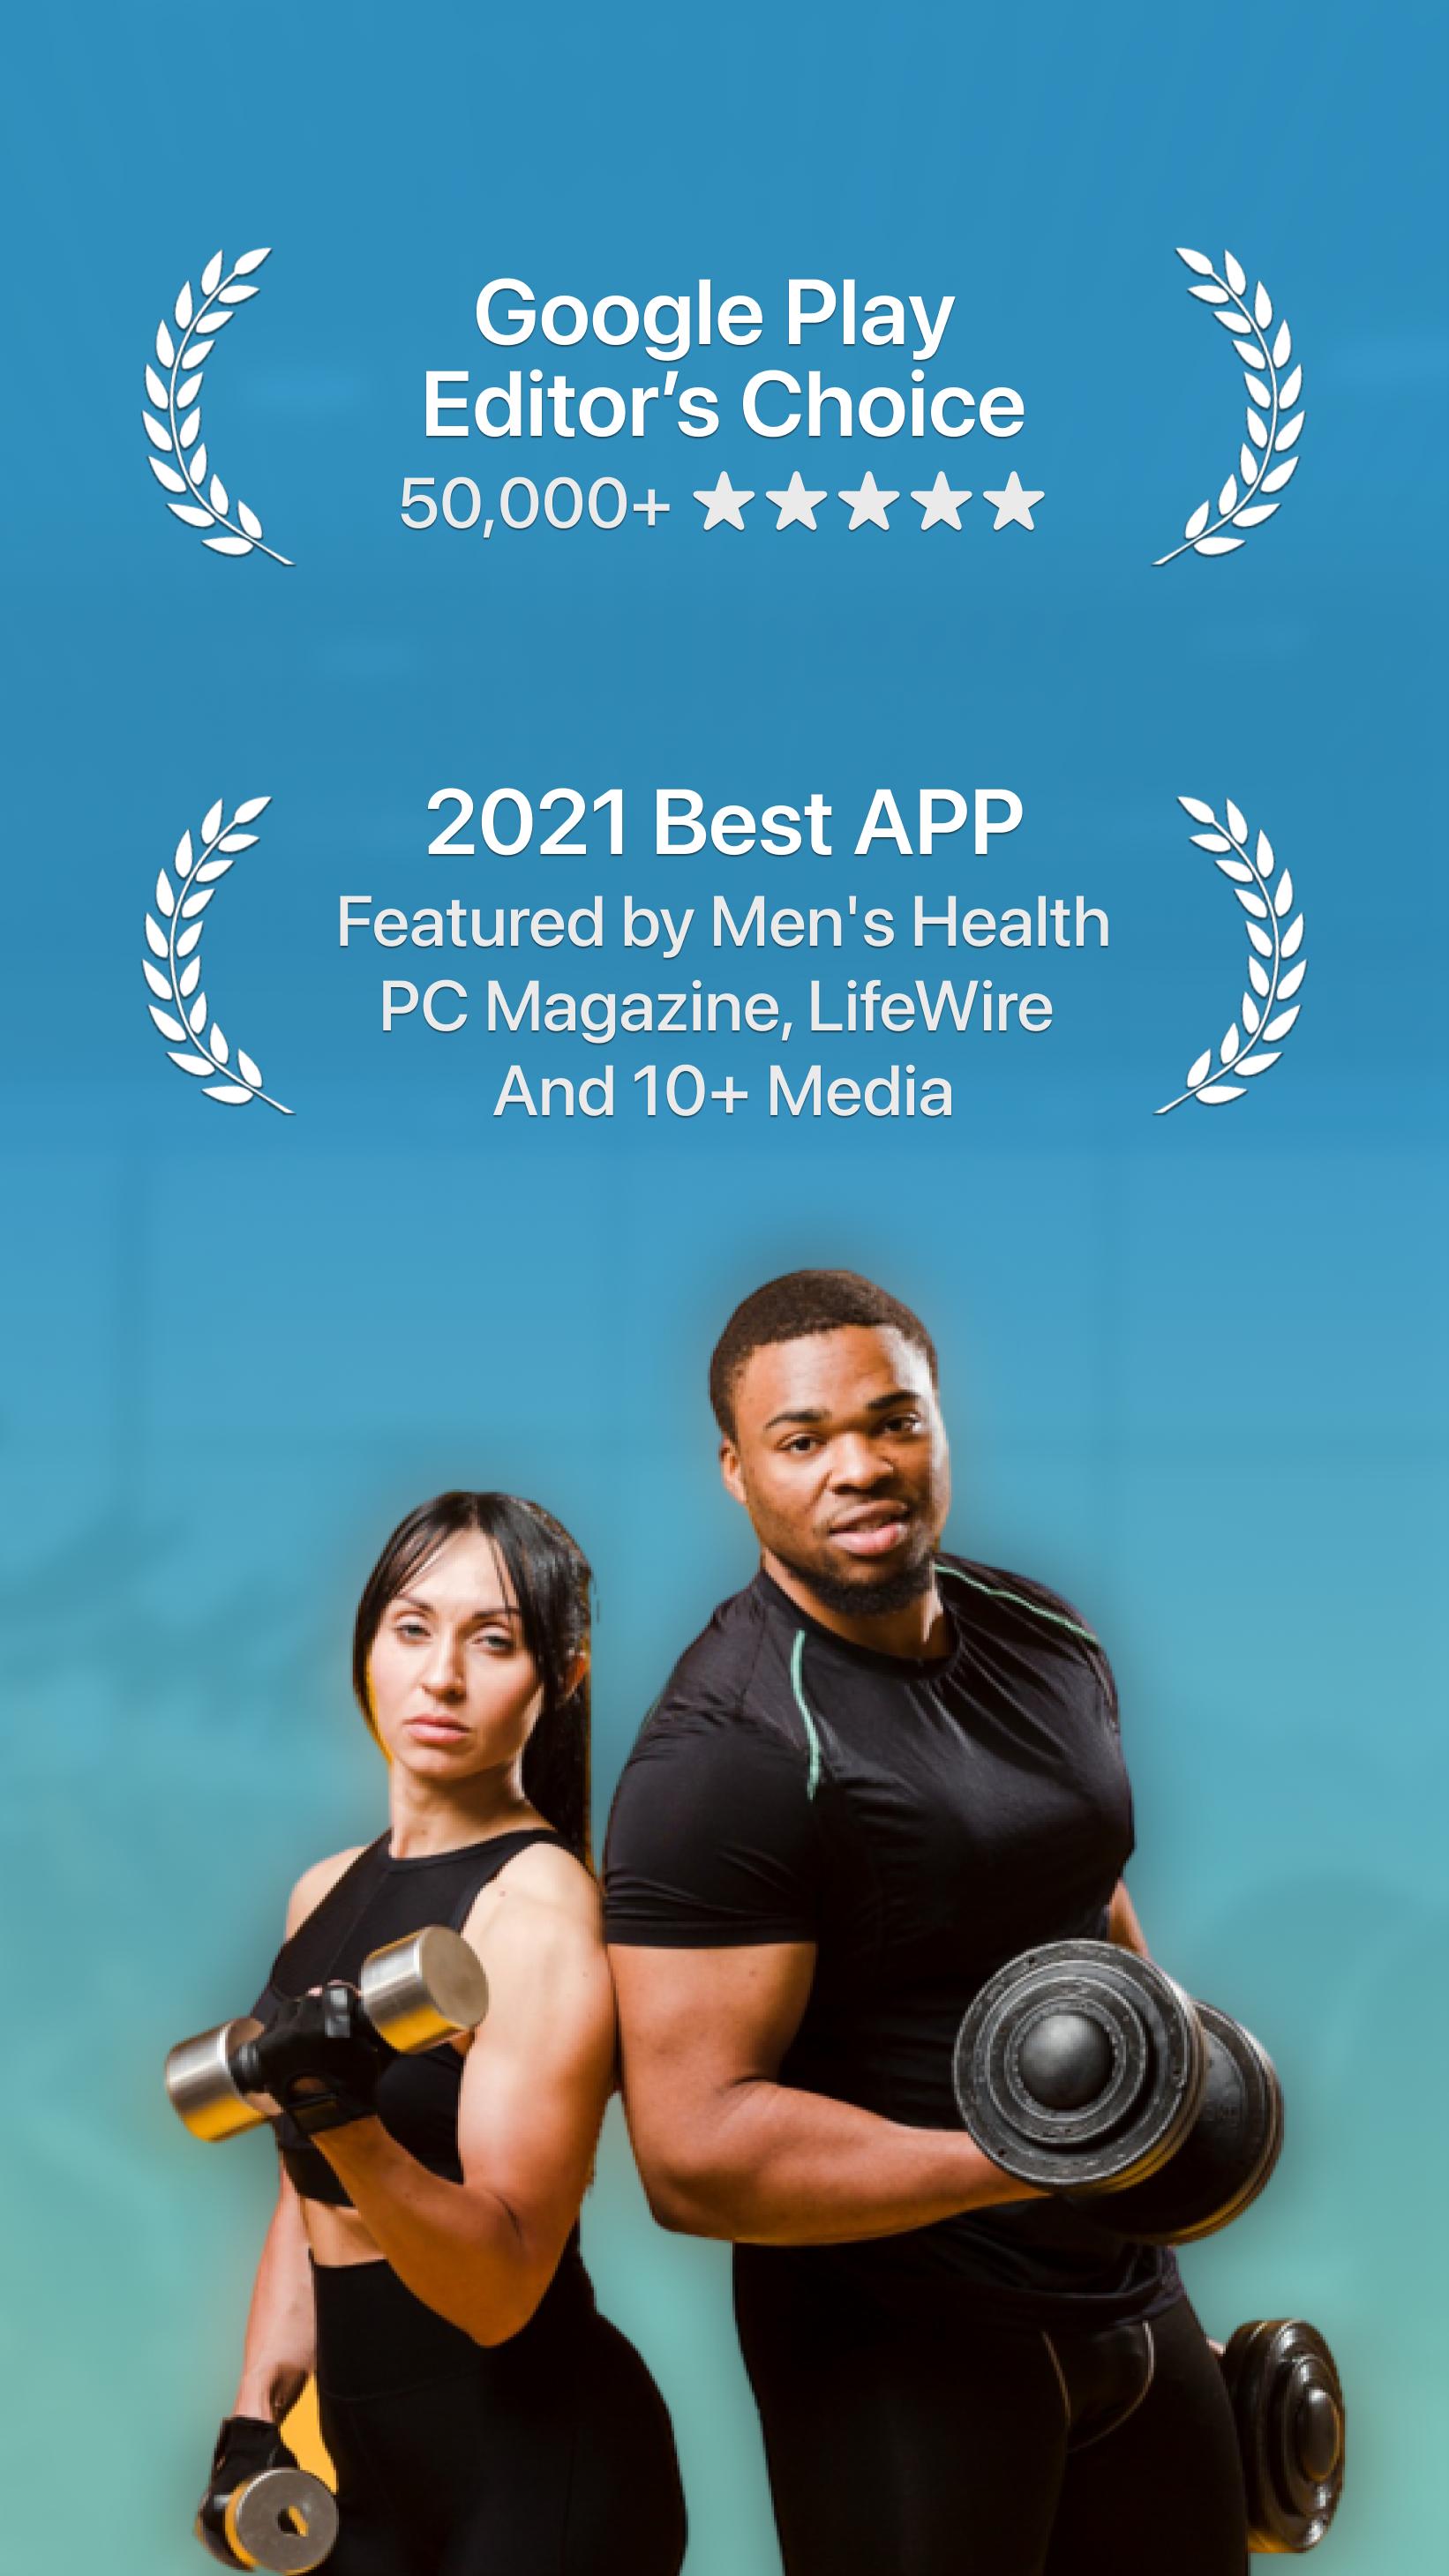 Google Play
Editor’s Choice
50,000+ ★★★★★
2021 Best APP
Featured by Men's Health
PC Magazine, LifeWire
And 10+ Media